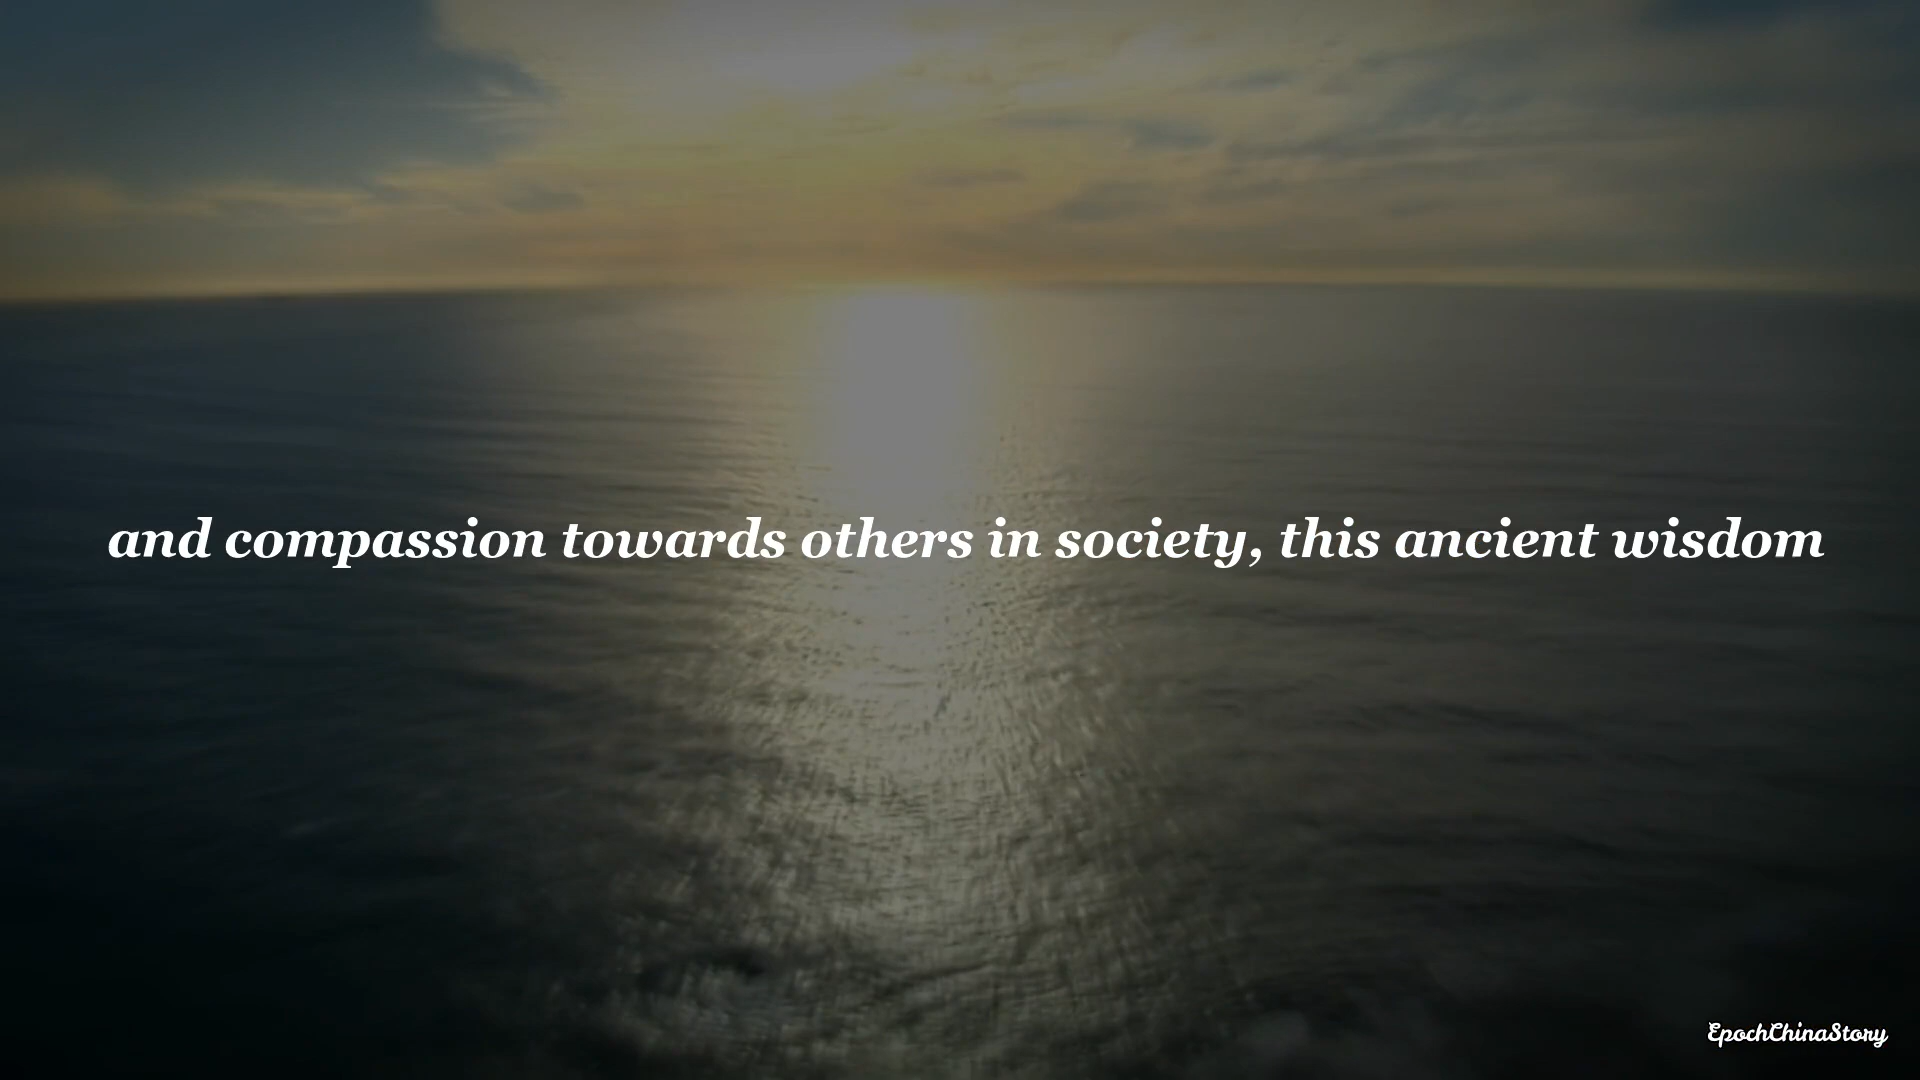 and compassion towards others in society, this ancient wisdom
EpochChinaStory